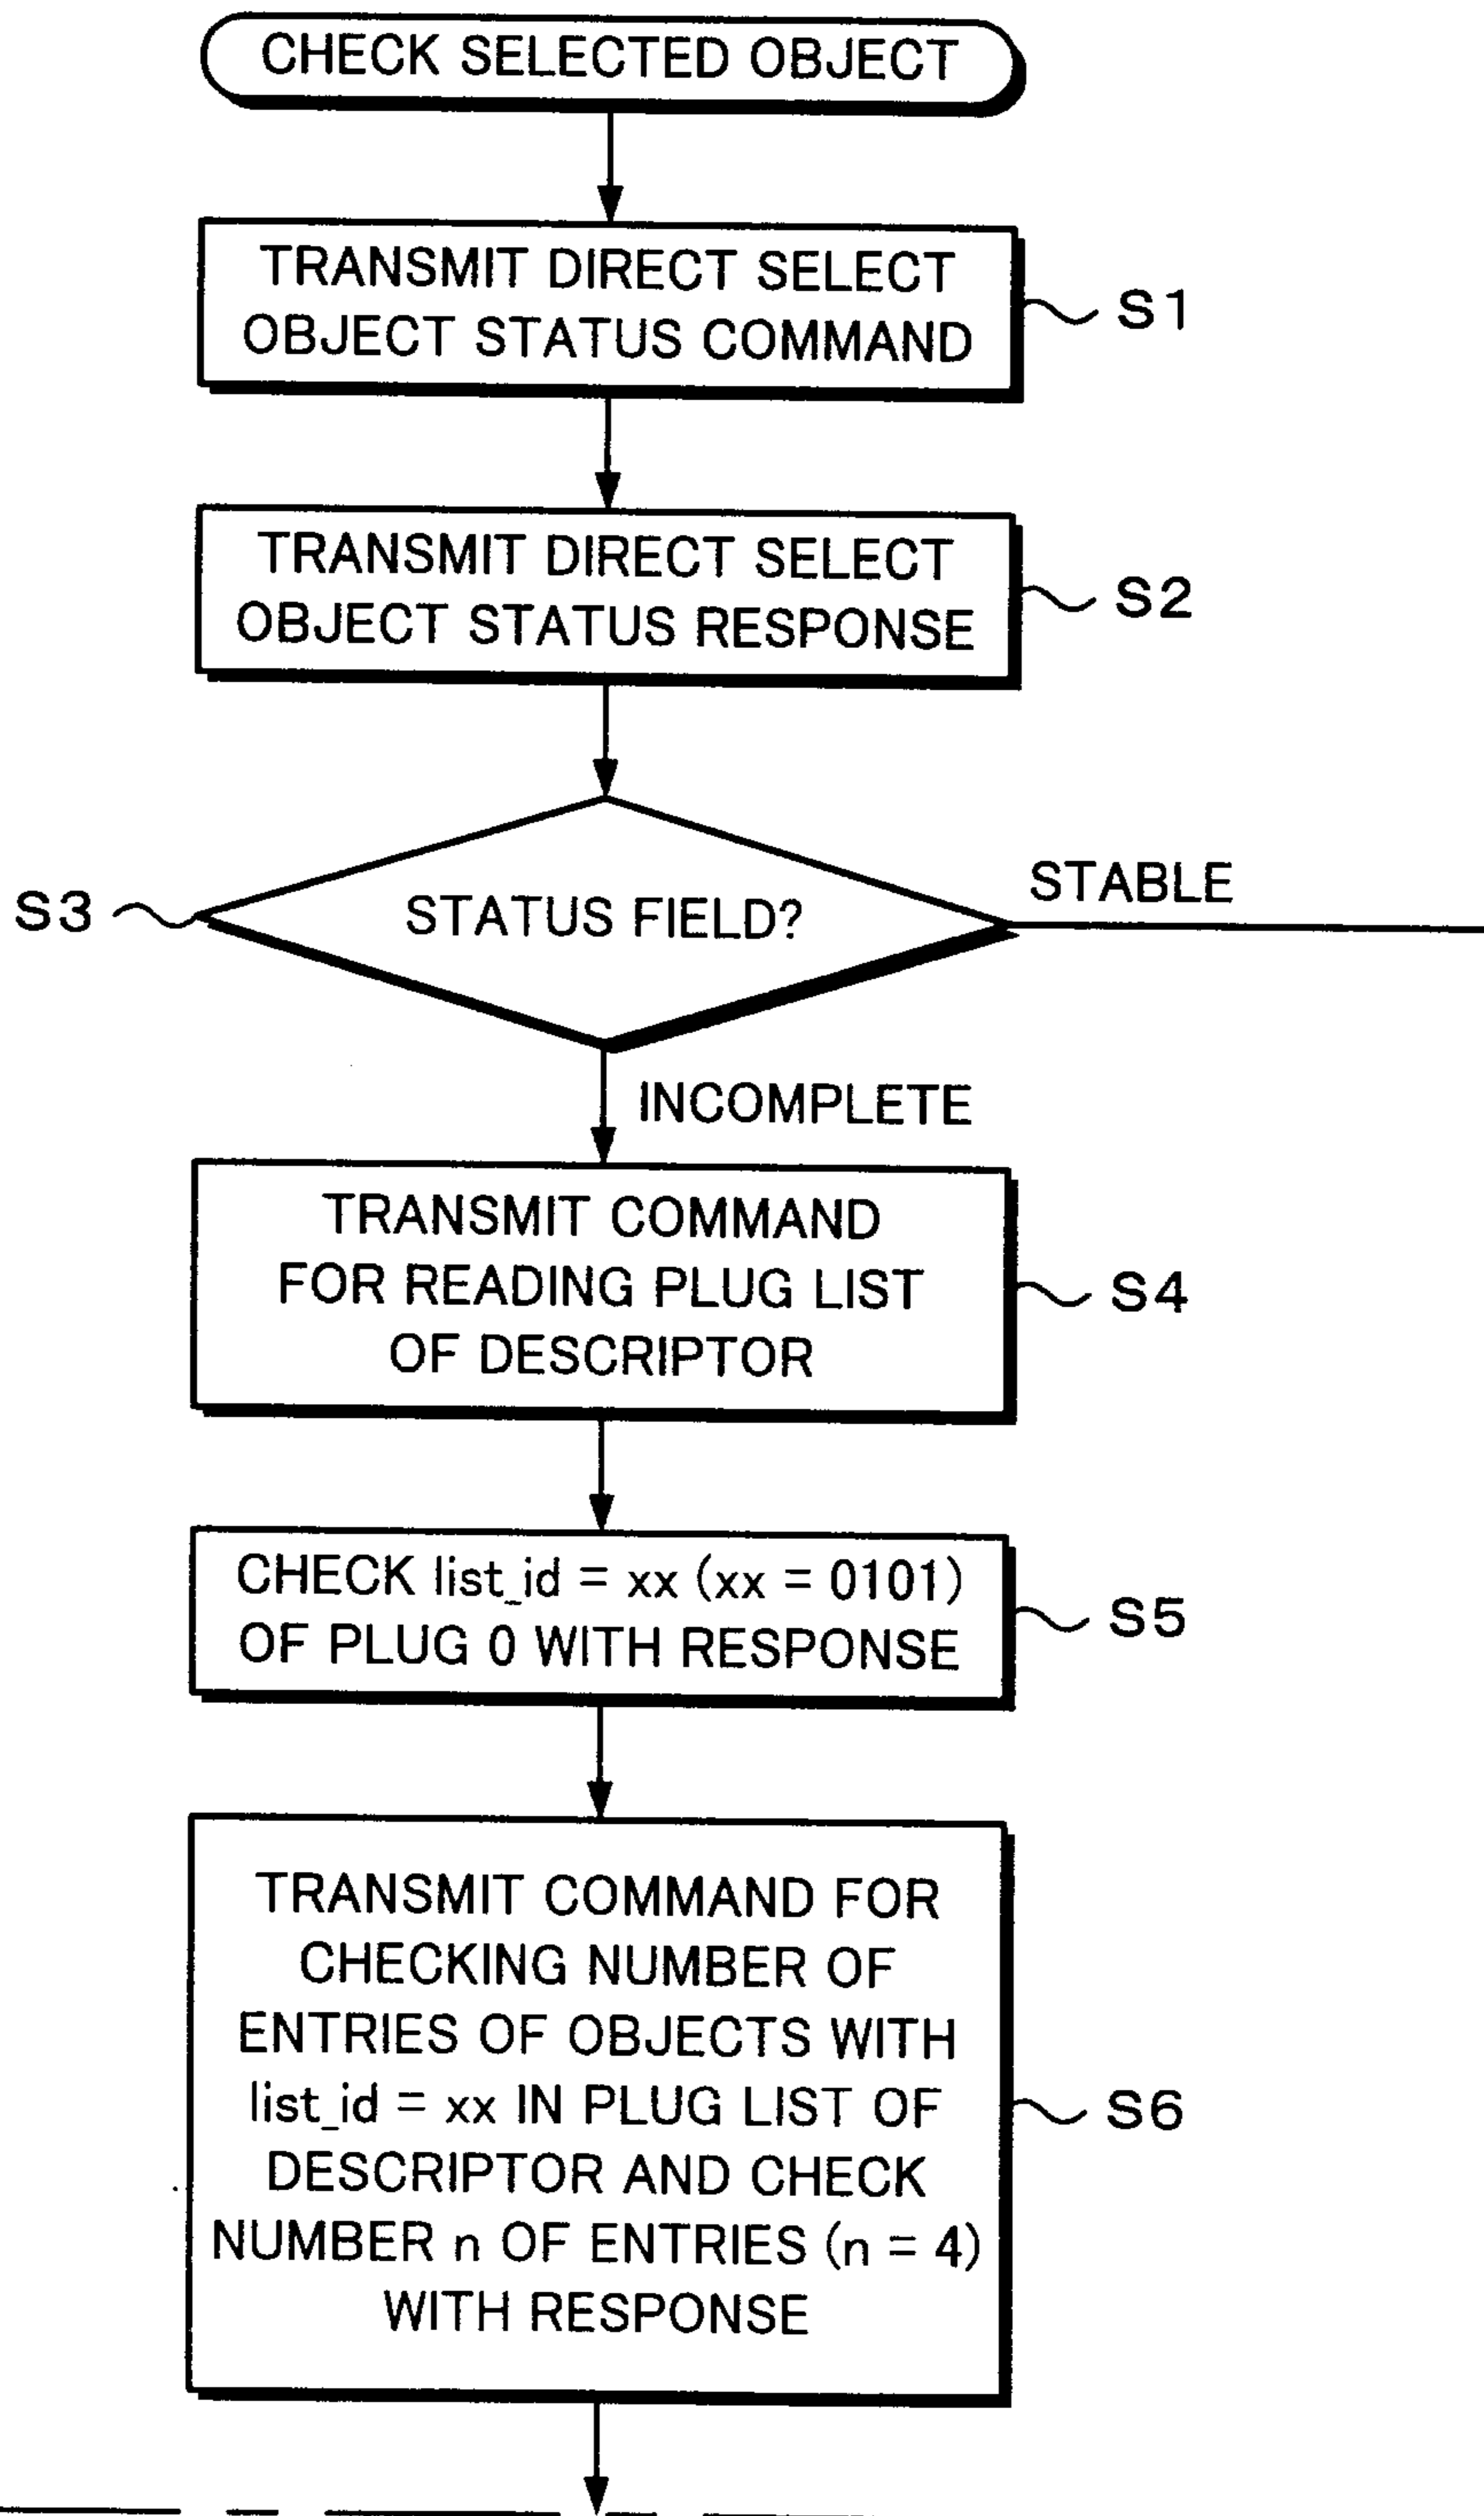 CHECK SELECTED OBJECT
TRANSMIT DIRECT SELECT
OBJECT STATUS COMMAND
S1
TRANSMIT DIRECT SELECT
OBJECT STATUS RESPONSE
S2
STABLE
S3
STATUS FIELD?
INCOMPLETE
TRANSMIT COMMAND
FOR READING PLUG LIST
OF DESCRIPTOR
S4
CHECK list_id = xx (xx = 0101)
OF PLUG 0 WITH RESPONSE
S5
TRANSMIT COMMAND FOR
CHECKING NUMBER OF
ENTRIES OF OBJECTS WITH
list_id = xx IN PLUG LIST OF
DESCRIPTOR AND CHECK
NUMBER n OF ENTRIES (n = 4)
WITH RESPONSE
S6